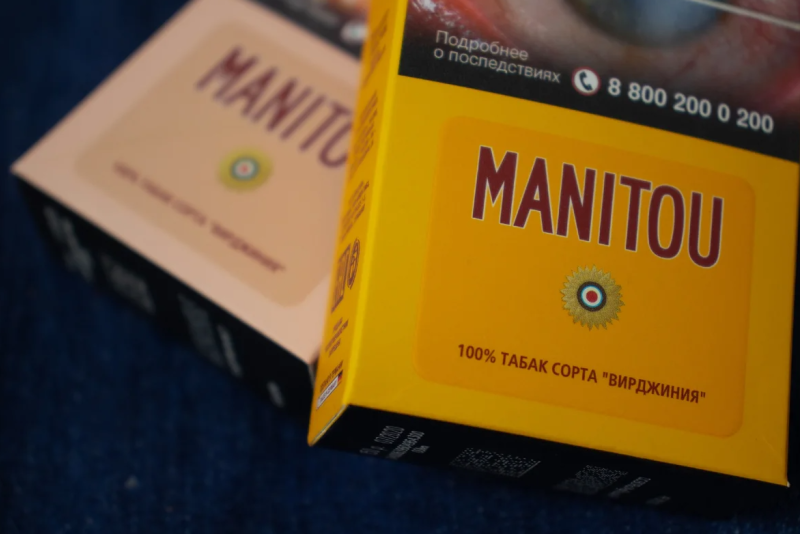 Подробнее
о последствиях
8 800 200 0 200
MANITOU
100% ТАБАК СОРТА "ВИРДЖИНИЯ"
MANITOU
100% ТАБАК СОРТА "ВИРДЖИНИЯ"